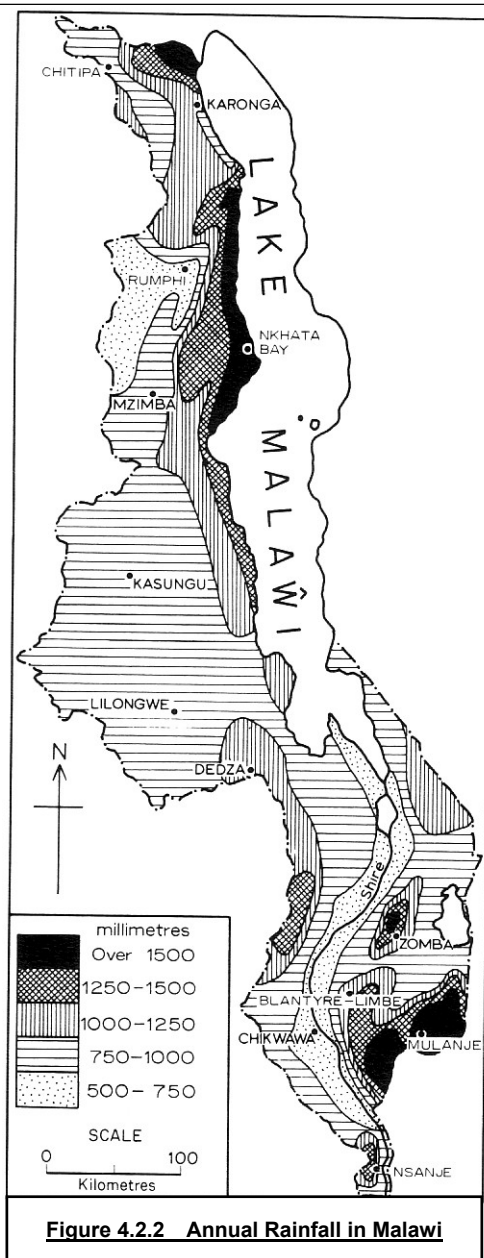 CHITIPA
KARONGA
LAKE
RUMPHI
NKHATA
BAY
MZIMBA
MALAŴI
KASUNGU
LILONGWE
N
DEDZA
Shire
ZOMBA
BLANTYRE-LIMBE
CHIKWAWA
MULANJE
NSANJE
millimetres
Over 1500
1250-1500
1000-1250
750-1000
500-750
SCALE
0 100
Kilometres
Figure 4.2.2 Annual Rainfall in Malawi